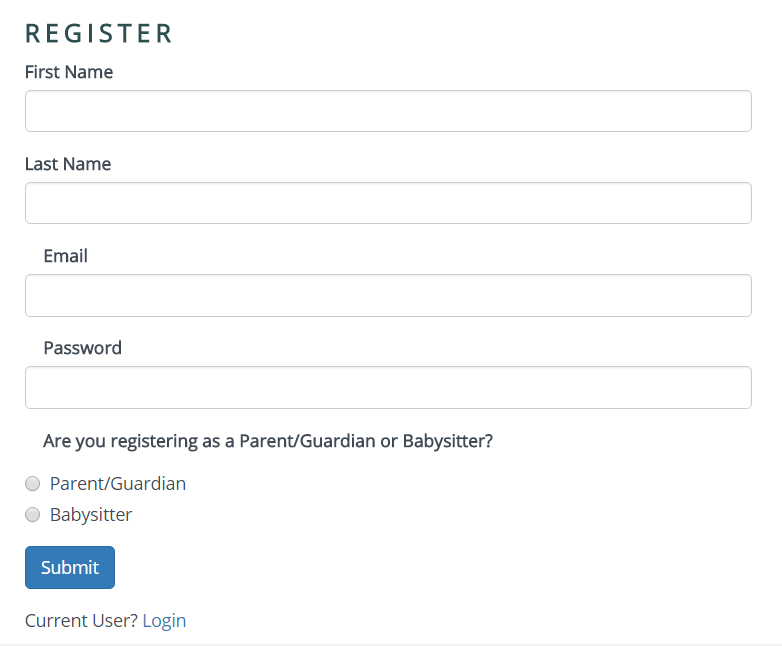 REGISTER
First Name
Last Name
Email
Password
Are you registering as a Parent/Guardian or Babysitter?
Parent/Guardian
Babysitter
Submit
Current User? Login